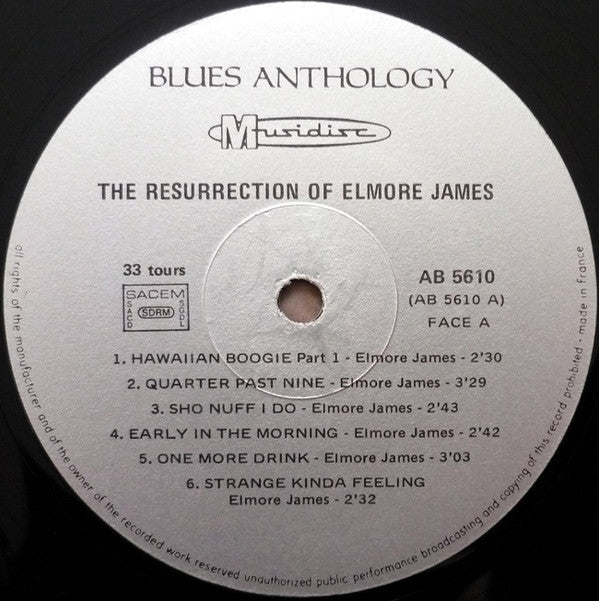 BLUES ANTHOLOGY
Musidisc
THE RESURRECTION OF ELMORE JAMES
33 tours
SACEM
SACD
SDRM
SGDL
AB 5610
(AB 5610 A)
FACE A
1. HAWAIIAN BOOGIE Part 1 - Elmore James - 2'30
2. QUARTER PAST NINE - Elmore James - 3'29
3. SHO NUFF I DO - Elmore James - 2'43
4. EARLY IN THE MORNING - Elmore James - 2'42
5. ONE MORE DRINK - Elmore James - 3'03
6. STRANGE KINDA FEELING
Elmore James - 2'32
all rights of the manufacturer and of the owner of the recorded work reserved unauthorized public performance broadcasting and copying of this record prohibited - made in france